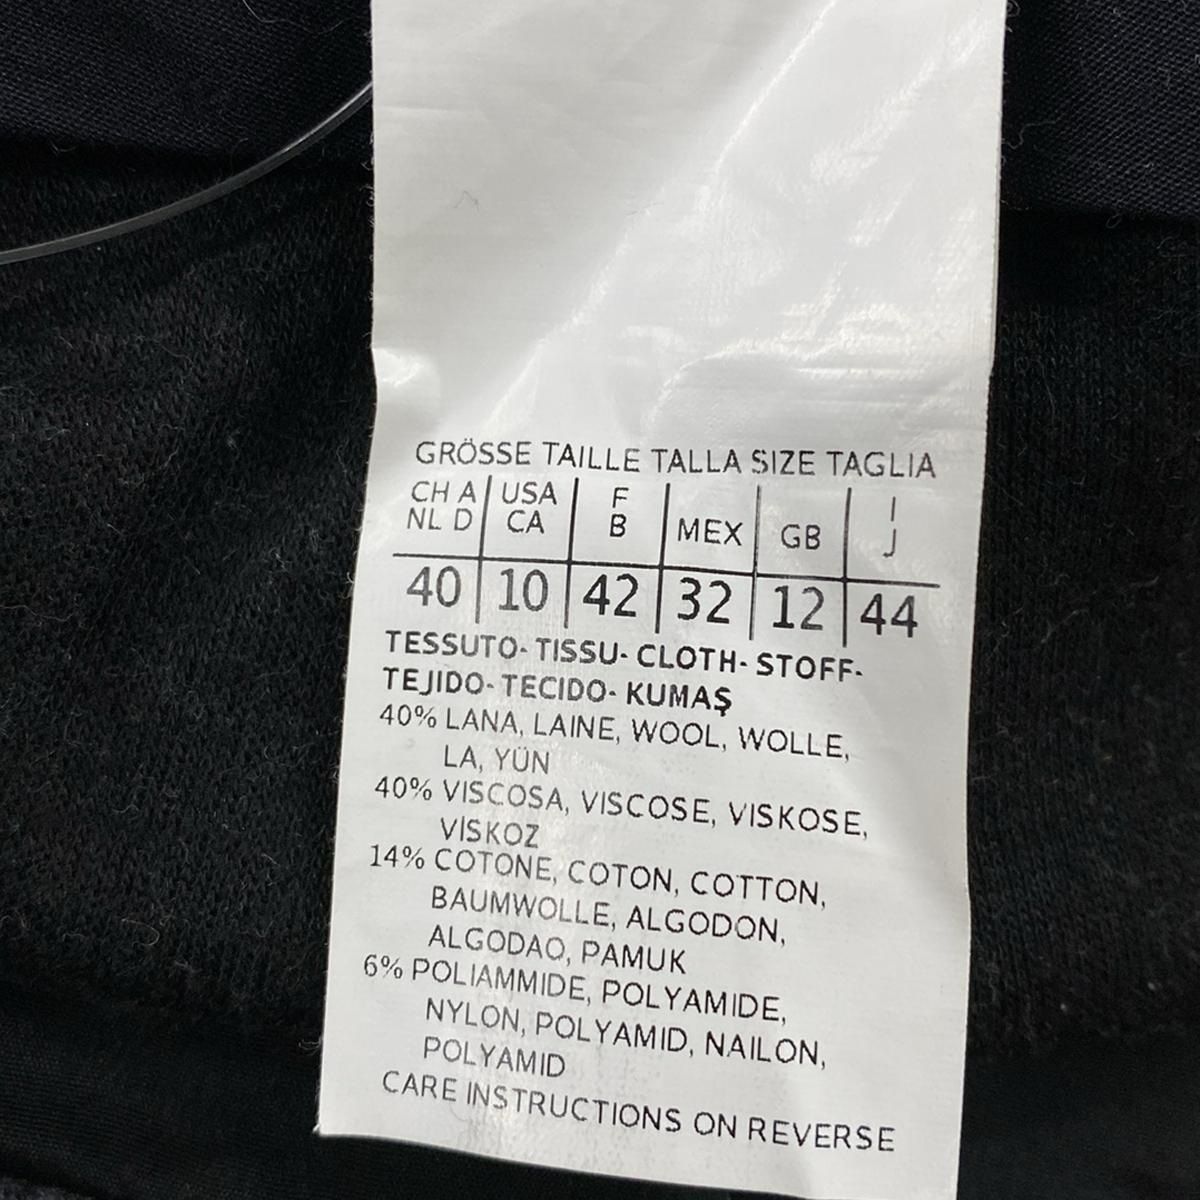 GRÖSSE TAILLE TALLA SIZE TAGLIA
CH A USA F MEX GB I
NL D CA B J
40 10 42 32 12 44
TESSUTO- TISSU- CLOTH- STOFF-
TEJIDO- TECIDO- KUMAŞ
40% LANA, LAINE, WOOL, WOLLE,
LA, YÜN
40% VISCOSA, VISCOSE, VISKOSE,
VİSKOZ
14% COTONE, COTON, COTTON,
BAUMWOLLE, ALGODON,
ALGODAO, PAMUK
6% POLIAMMIDE, POLYAMIDE,
NYLON, POLYAMID, NAILON,
POLYAMID
CARE INSTRUCTIONS ON REVERSE